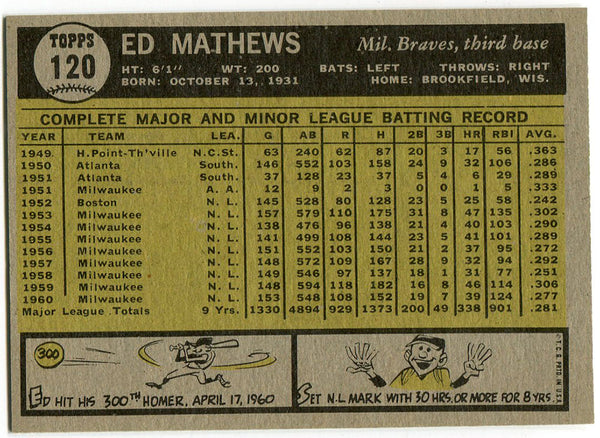 TOPPS
120
ED MATHEWS
Mil. Braves, third base
HT: 6'1" WT: 200 BATS: LEFT THROWS: RIGHT
BORN: OCTOBER 13, 1931 HOME: BROOKFIELD, WIS.
COMPLETE MAJOR AND MINOR LEAGUE BATTING RECORD
YEAR TEAM LEA. G AB R H 2B 3B HR RBI AVG.
1949 H.Point-Th'ville N.C.St. 63 240 62 87 20 3 17 56 .363
1950 Atlanta South. 146 552 103 158 24 9 32 106 .286
1951 Atlanta South. 37 128 23 37 5 4 6 29 .289
1951 Milwaukee A. A. 12 9 2 3 0 0 1 5 .333
1952 Boston N. L. 145 528 80 128 23 5 25 58 .242
1953 Milwaukee N. L. 157 579 110 175 31 8 47 135 .302
1954 Milwaukee N. L. 138 476 96 138 21 4 40 103 .290
1955 Milwaukee N. L. 141 499 108 144 23 5 41 101 .289
1956 Milwaukee N. L. 151 552 103 150 21 2 37 95 .272
1957 Milwaukee N. L. 148 572 109 167 28 9 32 94 .292
1958 Milwaukee N. L. 149 546 97 137 18 1 31 77 .251
1959 Milwaukee N. L. 148 594 118 182 16 8 46 114 .306
1960 Milwaukee N. L. 153 548 108 152 19 7 39 124 .277
Major League Totals 9 Yrs. 1330 4894 929 1373 200 49 338 901 .281
300
ED HIT HIS 300TH HOMER, APRIL 17, 1960
SET N.L MARK WITH 30 HRS. OR MORE FOR 8 YRS.
© T.C.G. PRTD. IN U.S.A.